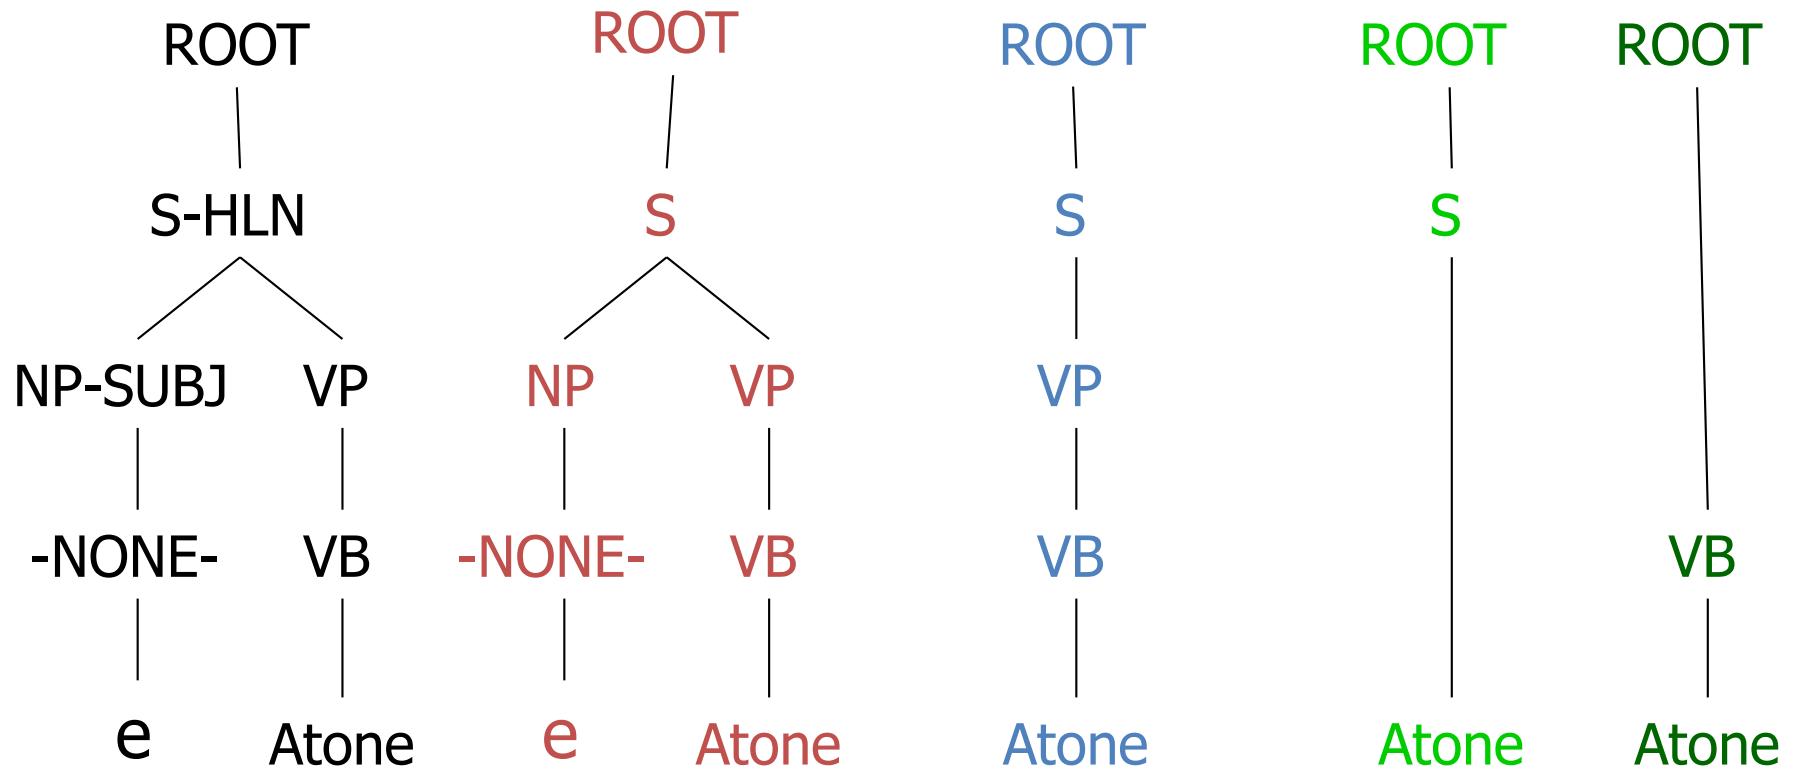 ROOT ROOT ROOT ROOT ROOT
S-HLN S S S
NP-SUBJ VP NP VP VP
-NONE- VB -NONE- VB VB VB
e Atone e Atone Atone Atone Atone